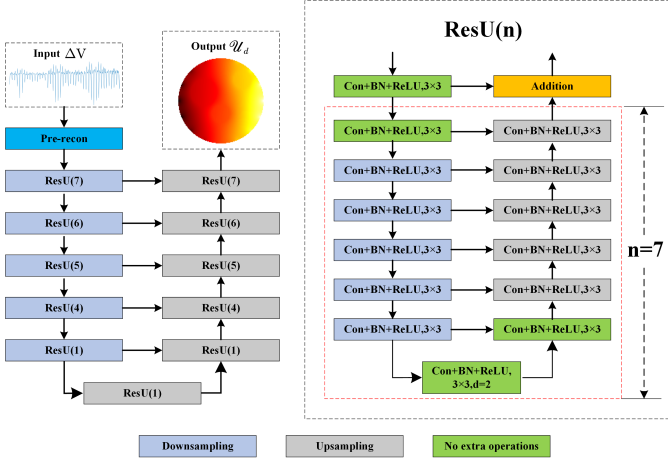 Input ΔV
Output 𝒰d
Pre-recon
ResU(7)
ResU(7)
ResU(6)
ResU(6)
ResU(5)
ResU(5)
ResU(4)
ResU(4)
ResU(1)
ResU(1)
ResU(1)
ResU(n)
Con+BN+ReLU,3×3
Addition
Con+BN+ReLU,3×3
Con+BN+ReLU,3×3
Con+BN+ReLU,3×3
Con+BN+ReLU,3×3
Con+BN+ReLU,3×3
Con+BN+ReLU,3×3
Con+BN+ReLU,3×3
Con+BN+ReLU,3×3
Con+BN+ReLU,3×3
Con+BN+ReLU,3×3
Con+BN+ReLU,3×3
Con+BN+ReLU,3×3
Con+BN+ReLU,
3×3,d=2
n=7
Downsampling
Upsampling
No extra operations